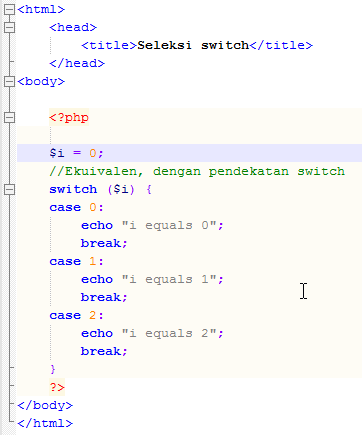 <html>
<head>
<title>Seleksi switch</title>
</head>
<body>
<?php
$i = 0;
//Ekuivalen, dengan pendekatan switch
switch ($i) {
case 0:
echo "i equals 0";
break;
case 1:
echo "i equals 1";
break;
case 2:
echo "i equals 2";
break;
}
?>
</body>
</html>